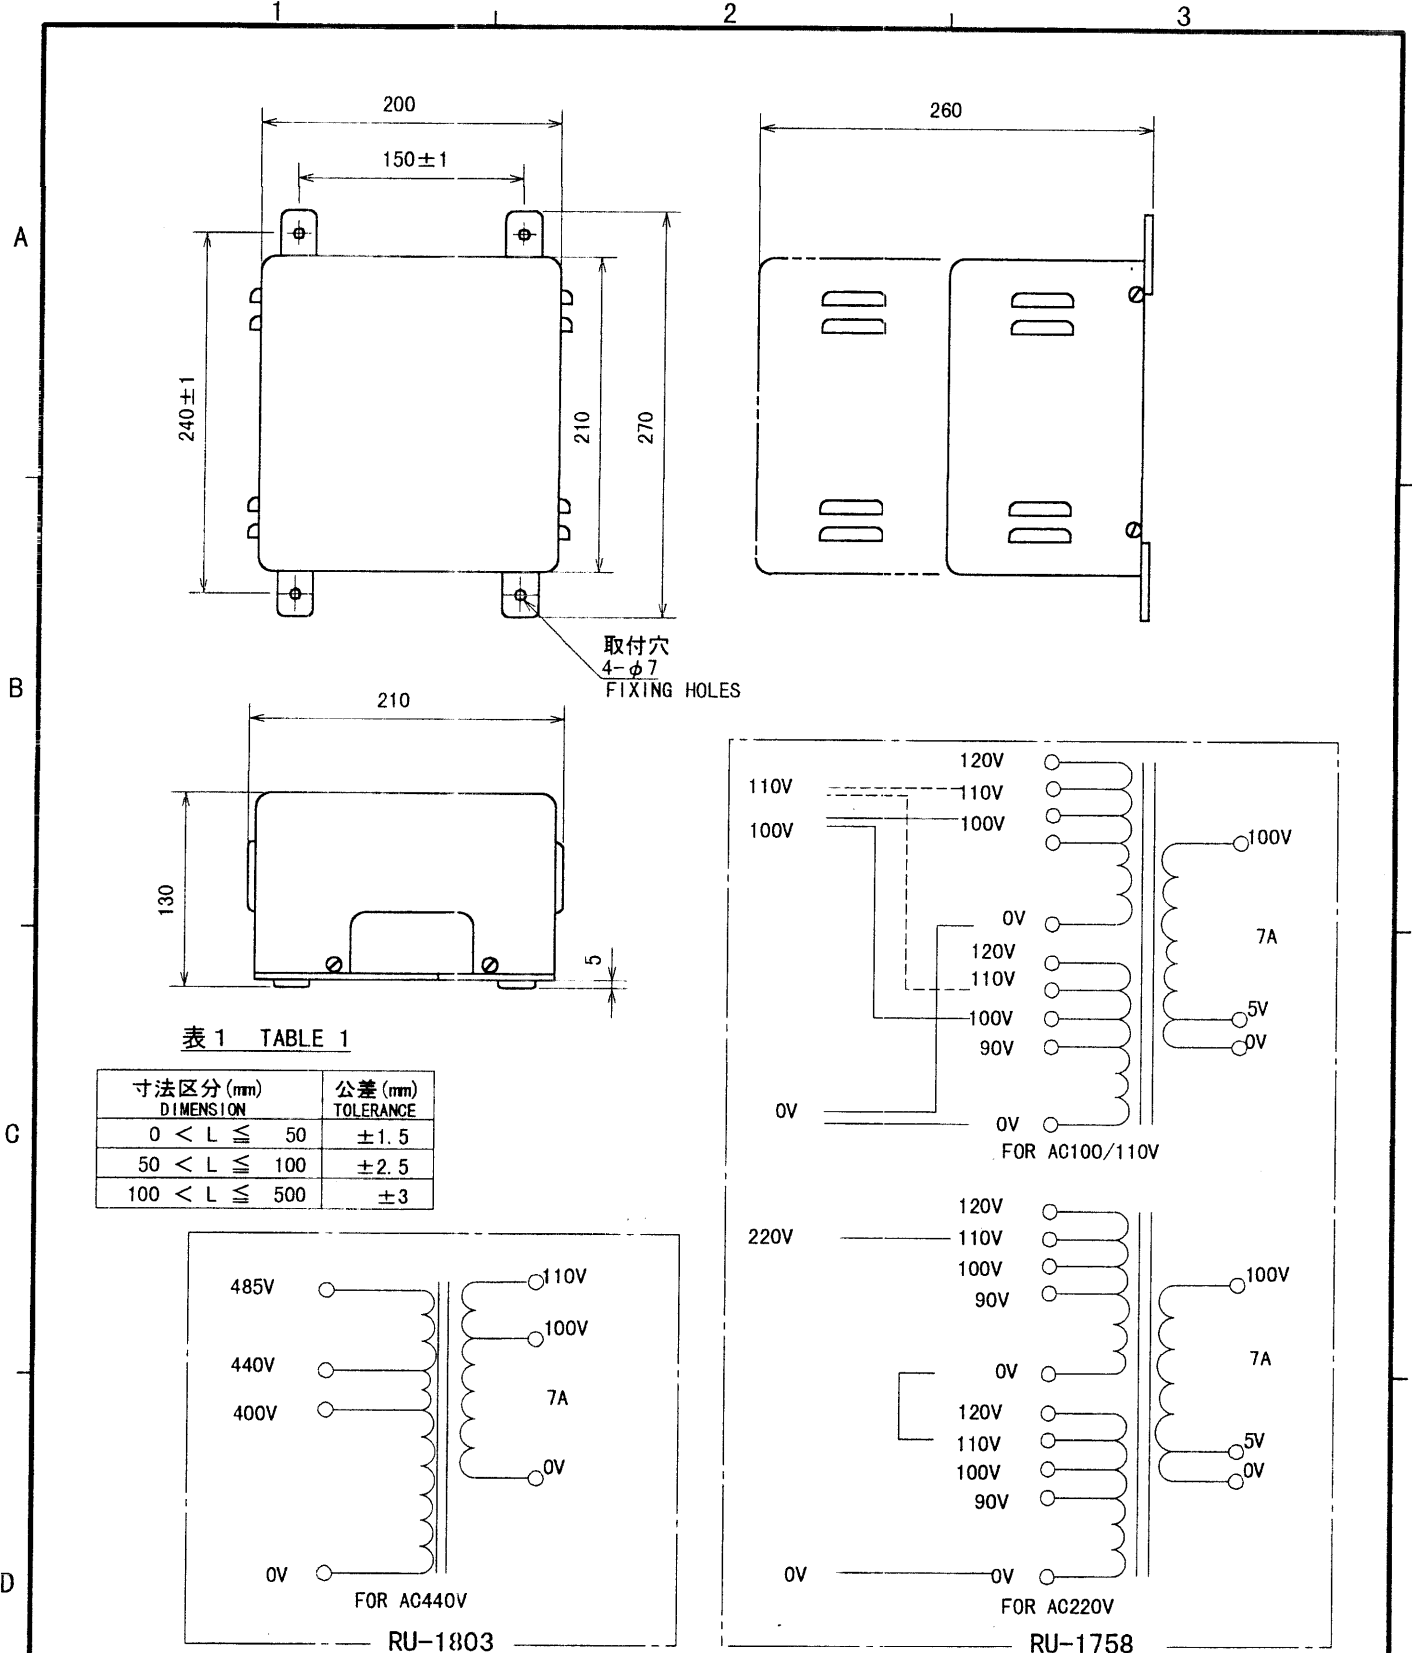 1 2 3
A
B
C
D
200
150±1
240±1
210
270
260
取付穴
4-φ7
FIXING HOLES
210
130
5
表1 TABLE 1
寸法区分(mm) 公差(mm)
DIMENSION TOLERANCE
0 < L ≦ 50 ±1.5
50 < L ≦ 100 ±2.5
100 < L ≦ 500 ±3
485V
440V
400V
0V
110V
100V
7A
0V
FOR AC440V
RU-1803
110V
100V
0V
120V
110V
100V
0V
120V
110V
100V
90V
0V
100V
7A
5V
0V
FOR AC100/110V
220V
0V
120V
110V
100V
90V
0V
120V
110V
100V
90V
0V
100V
7A
5V
0V
FOR AC220V
RU-1758